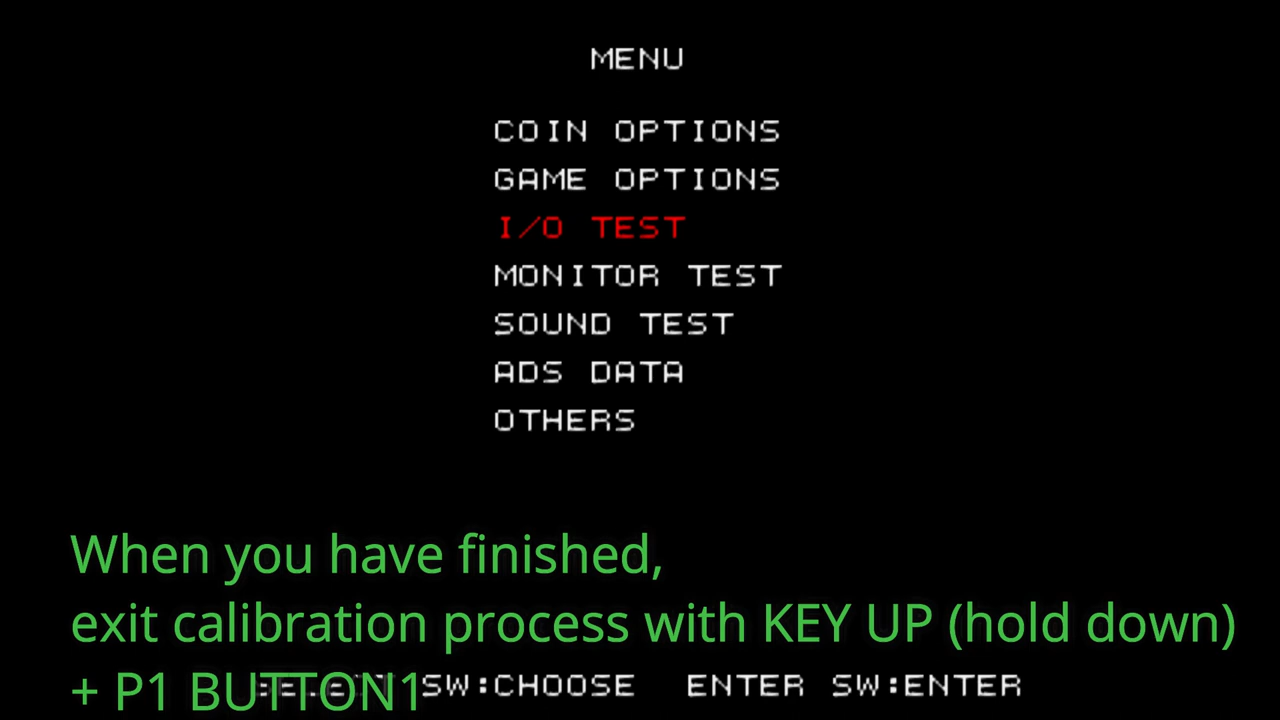 MENU
COIN OPTIONS
GAME OPTIONS
I/O TEST
MONITOR TEST
SOUND TEST
ADS DATA
OTHERS
When you have finished,
exit calibration process with KEY UP (hold down)
+ P1 BUTTON1
SELECT SW:CHOOSE ENTER SW:ENTER